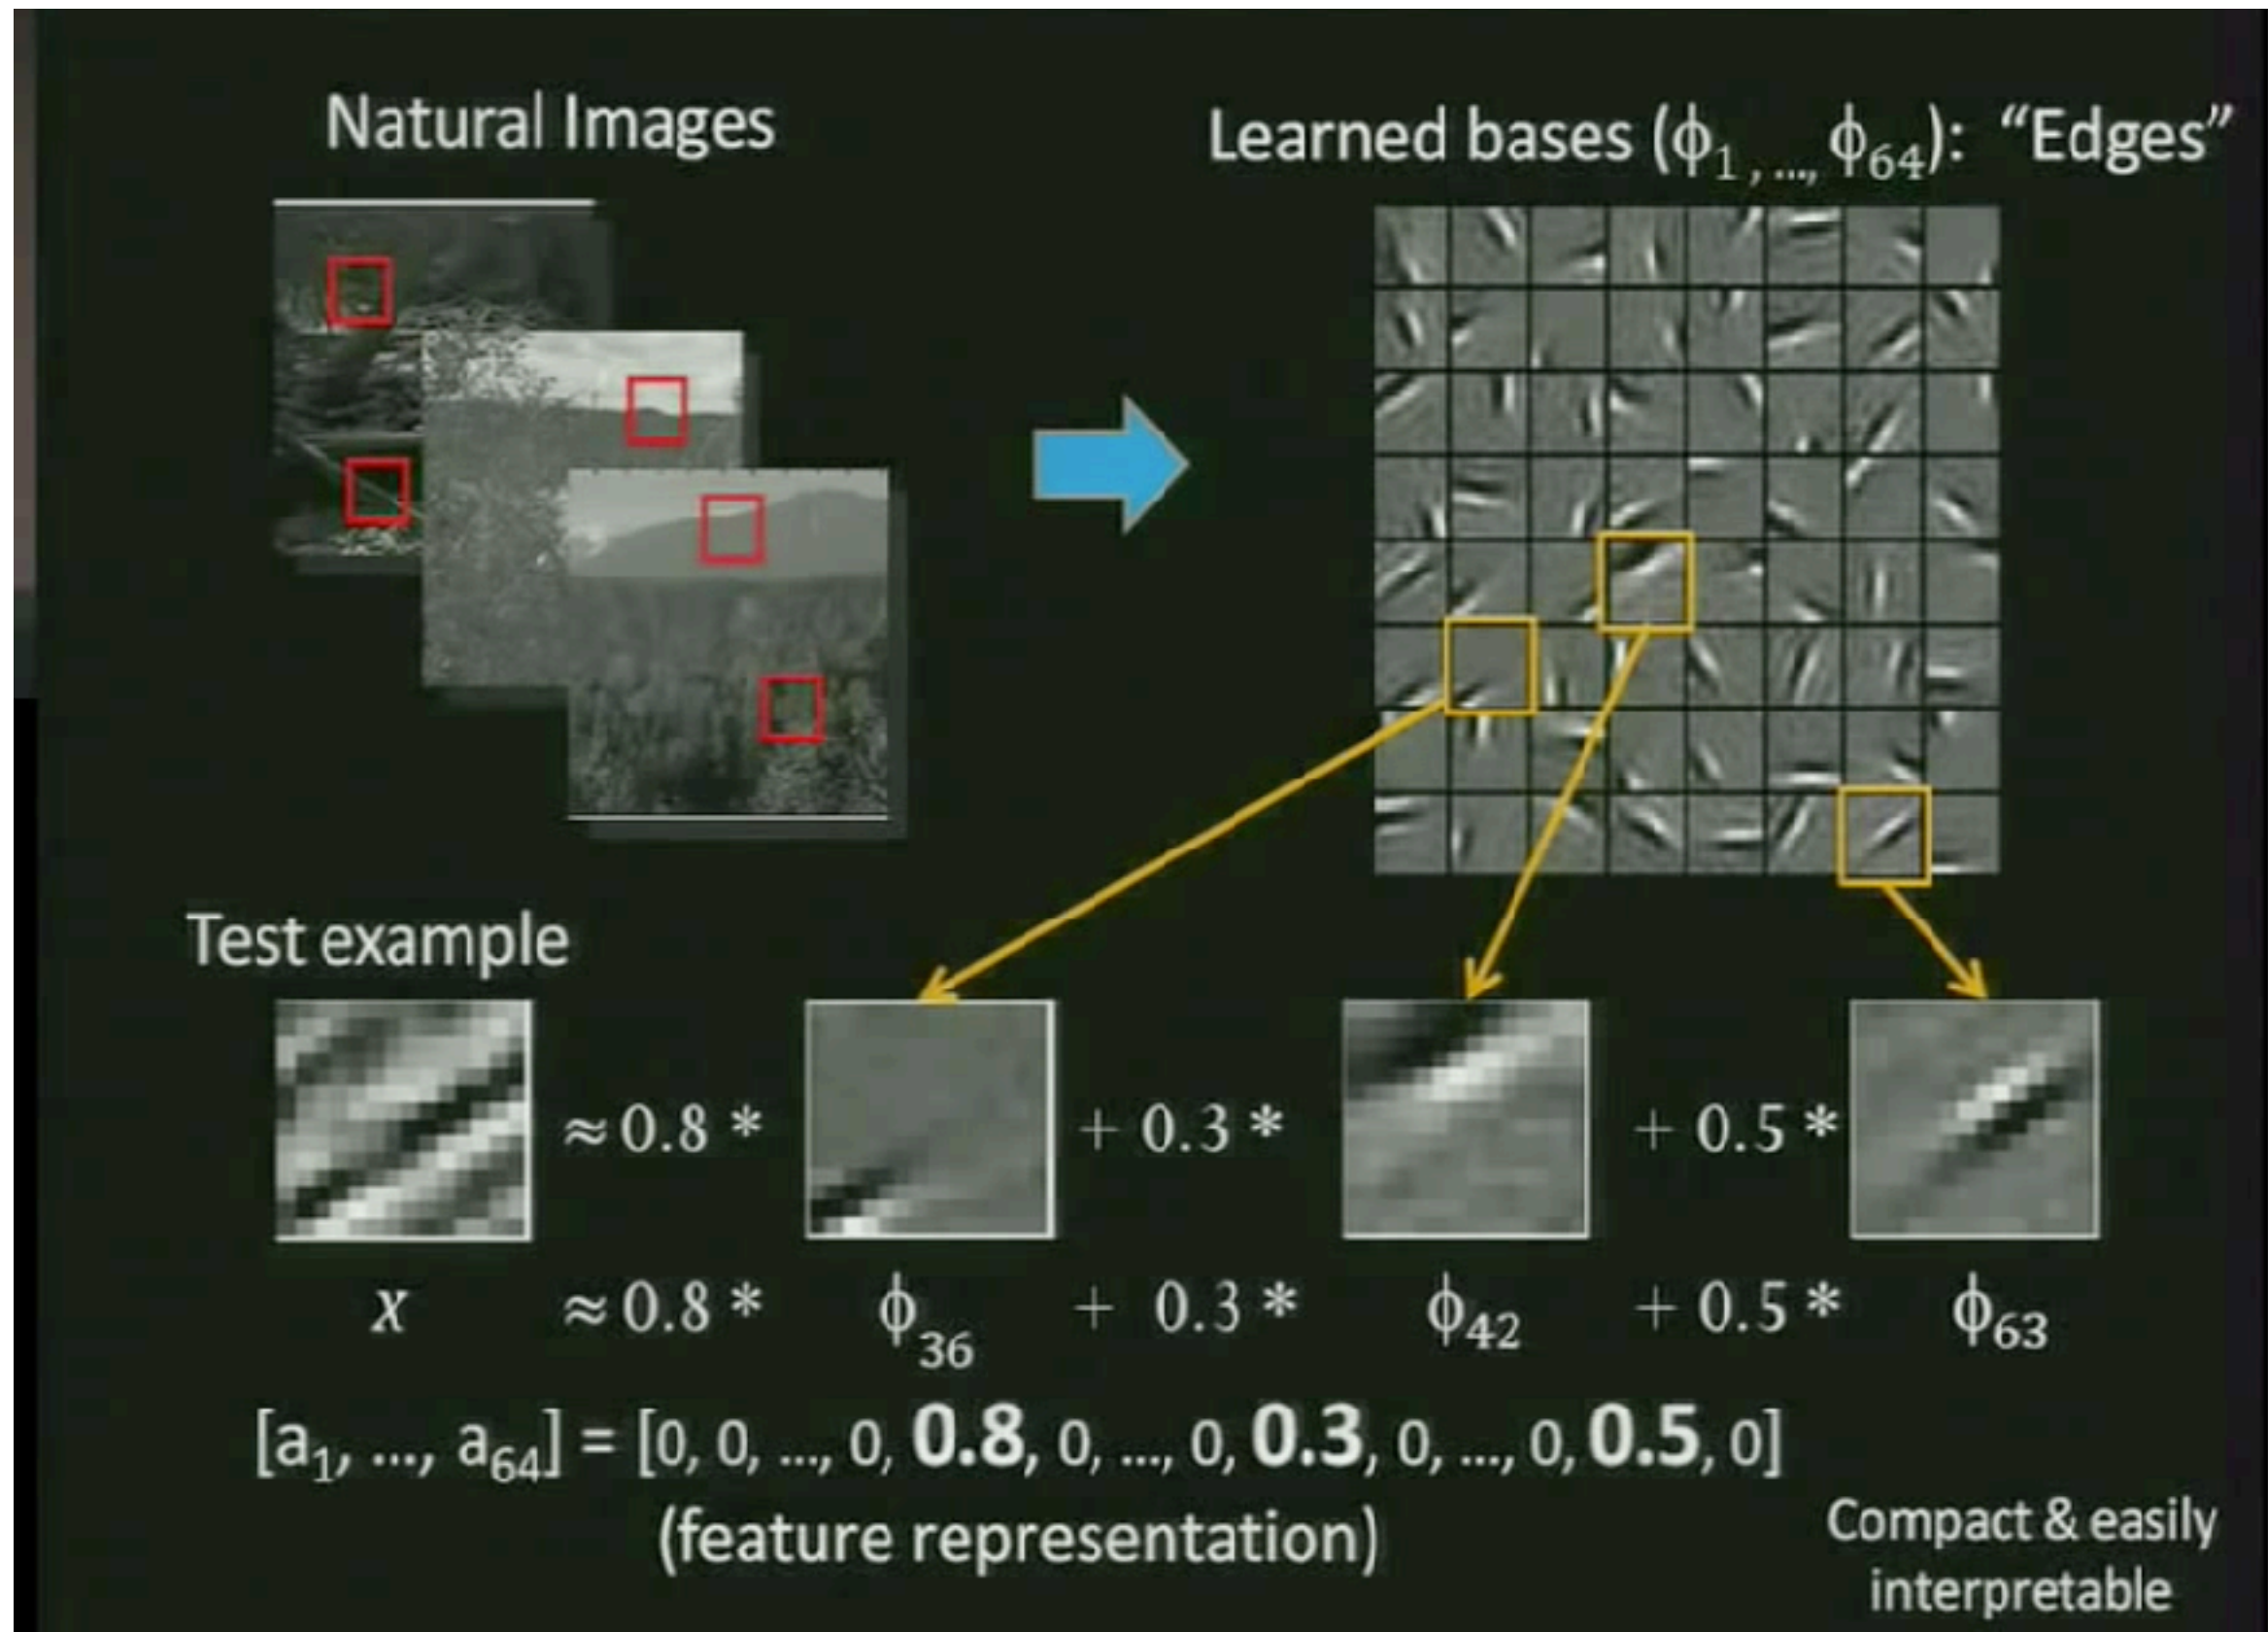 Natural Images
Learned bases (ϕ₁ , ..., ϕ₆₄): “Edges”
Test example
≈ 0.8 * + 0.3 * + 0.5 *
x ≈ 0.8 * ϕ₃₆ + 0.3 * ϕ₄₂ + 0.5 * ϕ₆₃
[a₁, ..., a₆₄] = [0, 0, ..., 0, 0.8, 0, ..., 0, 0.3, 0, ..., 0, 0.5, 0]
(feature representation)
Compact & easily
interpretable